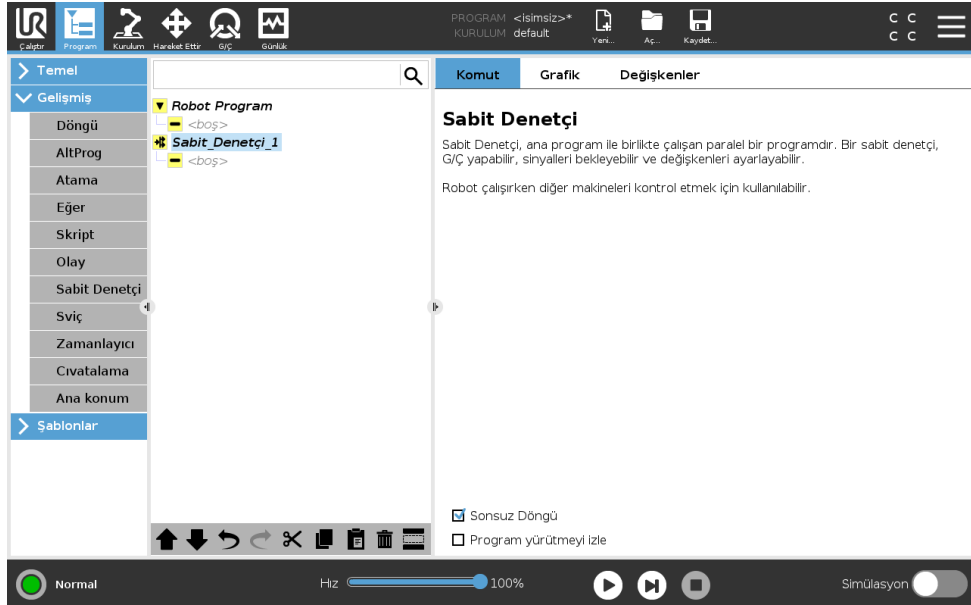 UR
Çalıştır
Program
Kurulum
Hareket Ettir
G/Ç
Günlük
PROGRAM <isimsiz>*
KURULUM default
Yeni...
Aç...
Kaydet...
C C
C C
Temel
Gelişmiş
Döngü
AltProg
Atama
Eğer
Skript
Olay
Sabit Denetçi
Sviç
Zamanlayıcı
Cıvatalama
Ana konum
Şablonlar
Robot Program
<boş>
Sabit_Denetçi_1
<boş>
Komut
Grafik
Değişkenler
Sabit Denetçi
Sabit Denetçi, ana program ile birlikte çalışan paralel bir programdır. Bir sabit denetçi,
G/Ç yapabilir, sinyalleri bekleyebilir ve değişkenleri ayarlayabilir.
Robot çalışırken diğer makineleri kontrol etmek için kullanılabilir.
Sonsuz Döngü
Program yürütmeyi izle
Normal
Hız
100%
Simülasyon